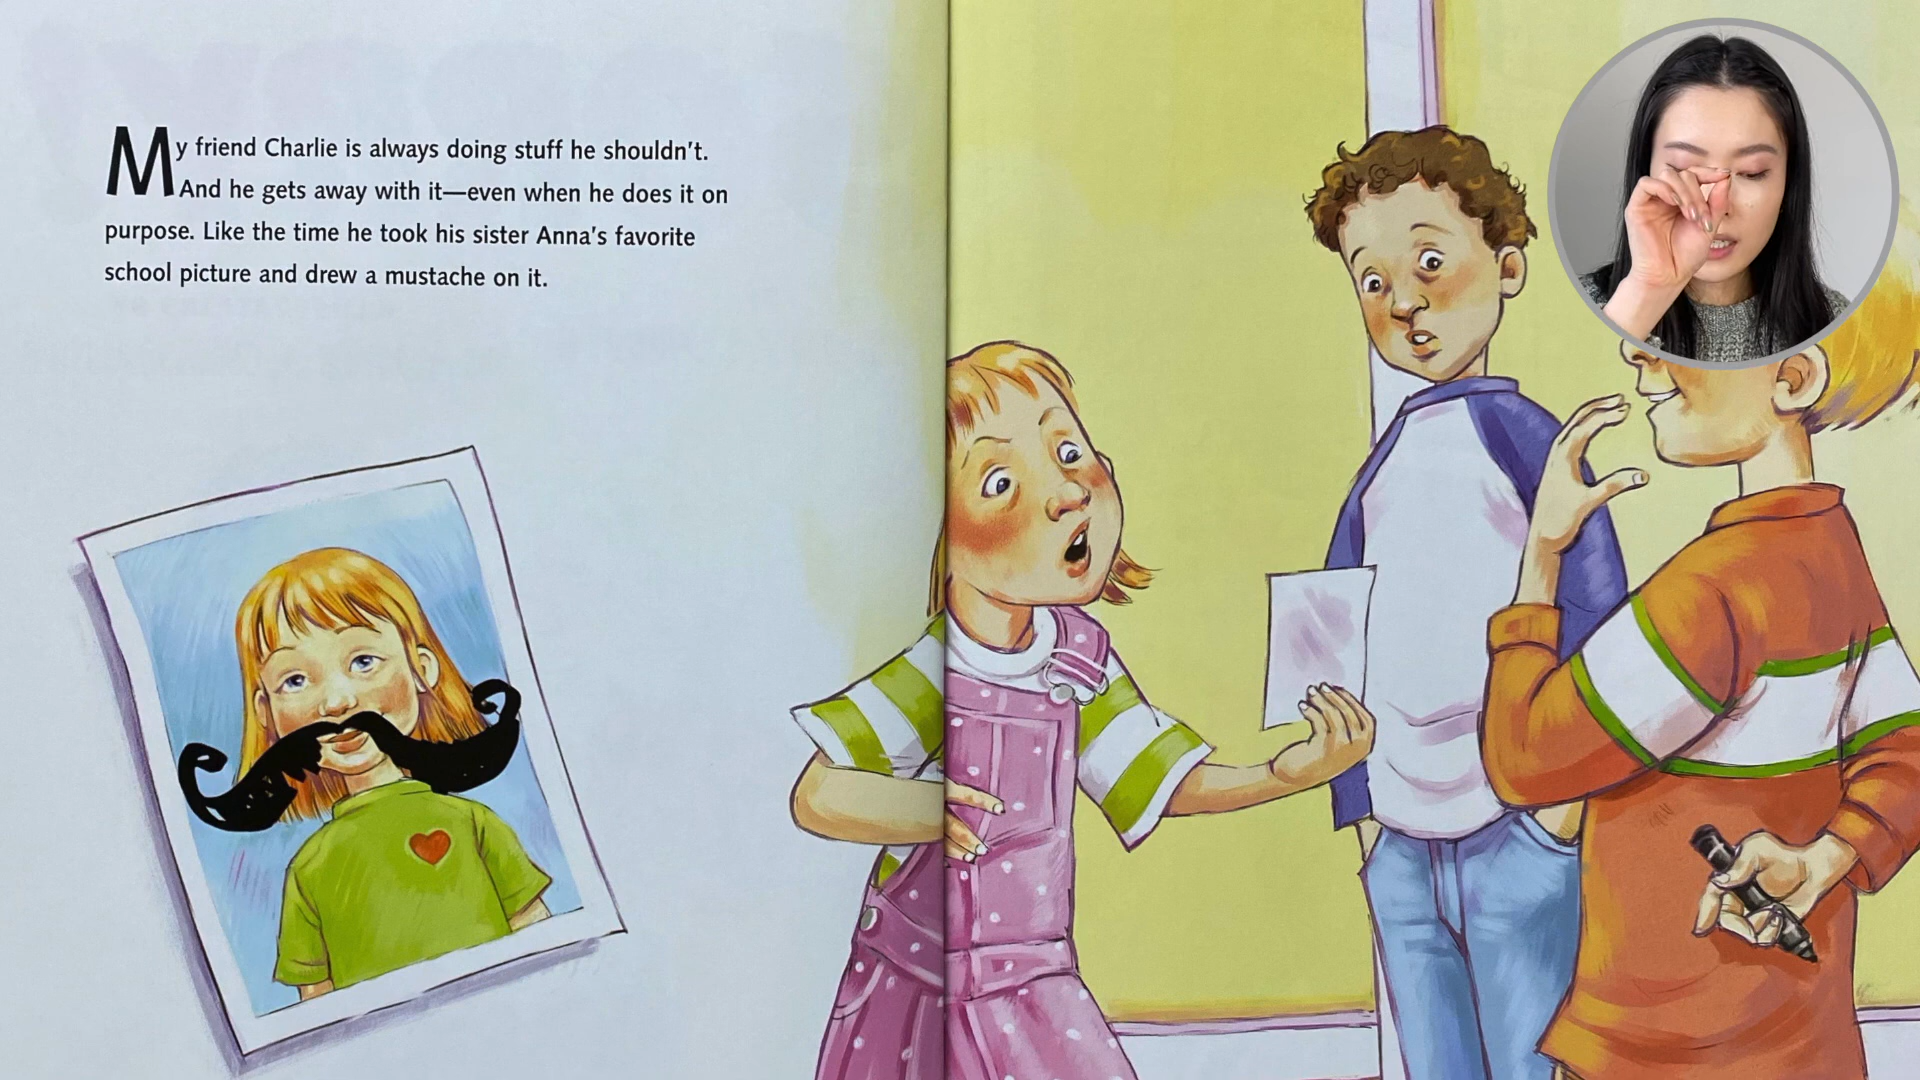 My friend Charlie is always doing stuff he shouldn't.
And he gets away with it—even when he does it on
purpose. Like the time he took his sister Anna's favorite
school picture and drew a mustache on it.